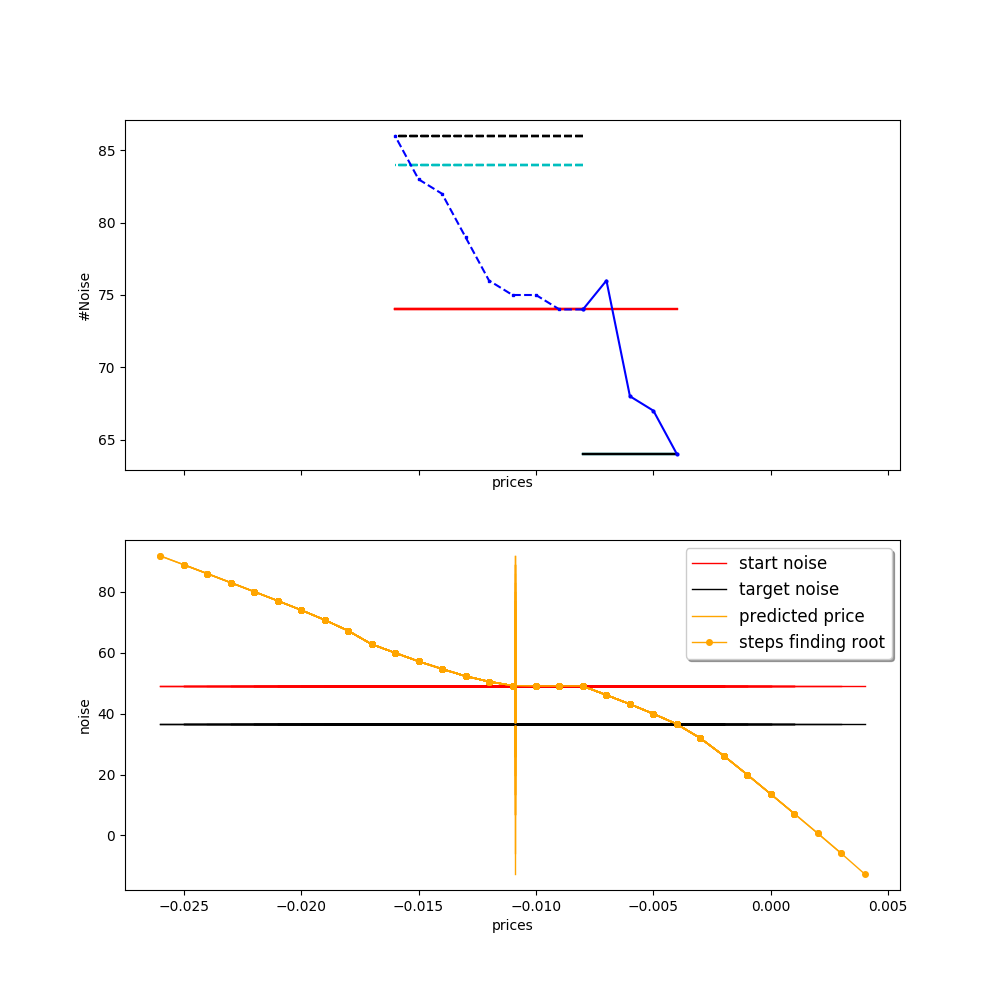 85
80
75
70
65
#Noise
prices
80
60
40
20
0
noise
start noise
target noise
predicted price
steps finding root
−0.025
−0.020
−0.015
−0.010
−0.005
0.000
0.005
prices